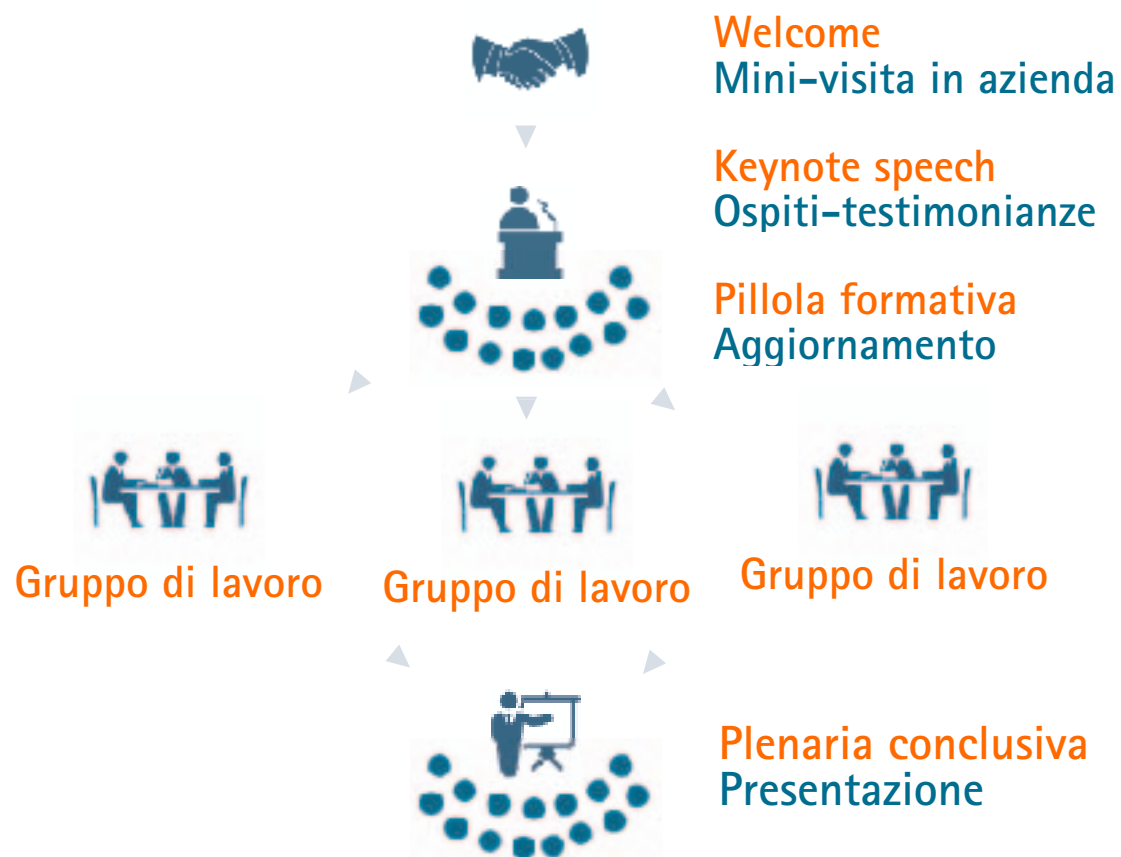 Welcome
Mini-visita in azienda
Keynote speech
Ospiti-testimonianze
Pillola formativa
Aggiornamento
Gruppo di lavoro
Gruppo di lavoro
Gruppo di lavoro
Plenaria conclusiva
Presentazione